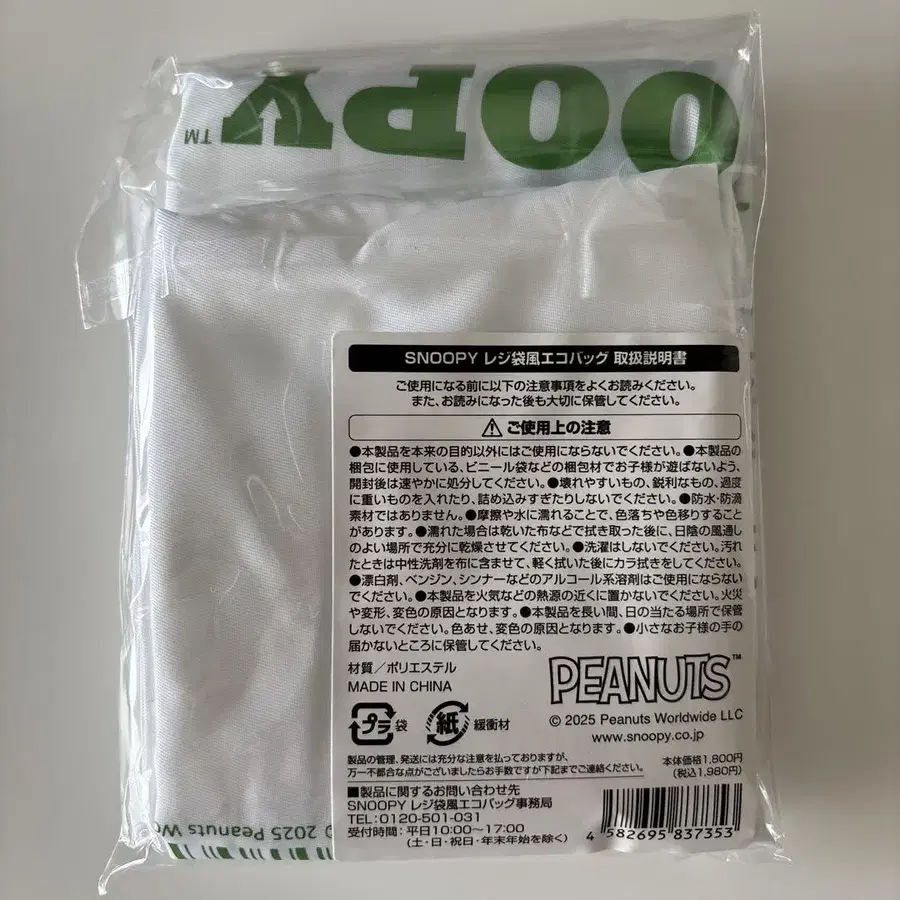 OOPY
TM
SNOOPY レジ袋風エコバッグ 取扱説明書
ご使用になる前に以下の注意事項をよくお読みください。
また、お読みになった後も大切に保管してください。
⚠ご使用上の注意
●本製品を本来の目的以外にはご使用にならないでください。●本製品の
梱包に使用している、ビニール袋などの梱包材でお子様が遊ばないよう、
開封後は速やかに処分してください。●壊れやすいもの、鋭利なもの、過度
に重いものを入れたり、詰め込みすぎたりしないでください。●防水・防滴
素材ではありません。●摩擦や水に濡れることで、色落ちや色移りすること
があります。●濡れた場合は乾いた布などで拭き取った後に、日陰の風通し
のよい場所で充分に乾燥させてください。●洗濯はしないでください。汚れ
たときは中性洗剤を布に含ませて、軽く拭いた後にカラ拭きをしてください。
●漂白剤、ベンジン、シンナーなどのアルコール系溶剤はご使用にならない
でください。●本製品を火気などの熱源の近くに置かないでください。火災
や変形、変色の原因となります。●本製品を長い間、日の当たる場所で保管
しないでください。色あせ、変色の原因となります。●小さなお子様の手の
届かないところに保管してください。
材質/ポリエステル
MADE IN CHINA
PEANUTS™
© 2025 Peanuts Worldwide LLC
www.snoopy.co.jp
プラ 袋
紙 緩衝材
製品の管理、発送には充分な注意を払っておりますが、
万一不都合な点がございましたらお手数ですが下記までご連絡ください。
本体価格1,800円
(税込1,980円)
■製品に関するお問い合わせ先
SNOOPY レジ袋風エコバッグ事務局
TEL:0120-501-031
受付時間:平日10:00〜17:00
(土・日・祝日・年末年始を除く)
4 582695 837353
© 2025 Peanuts Wo